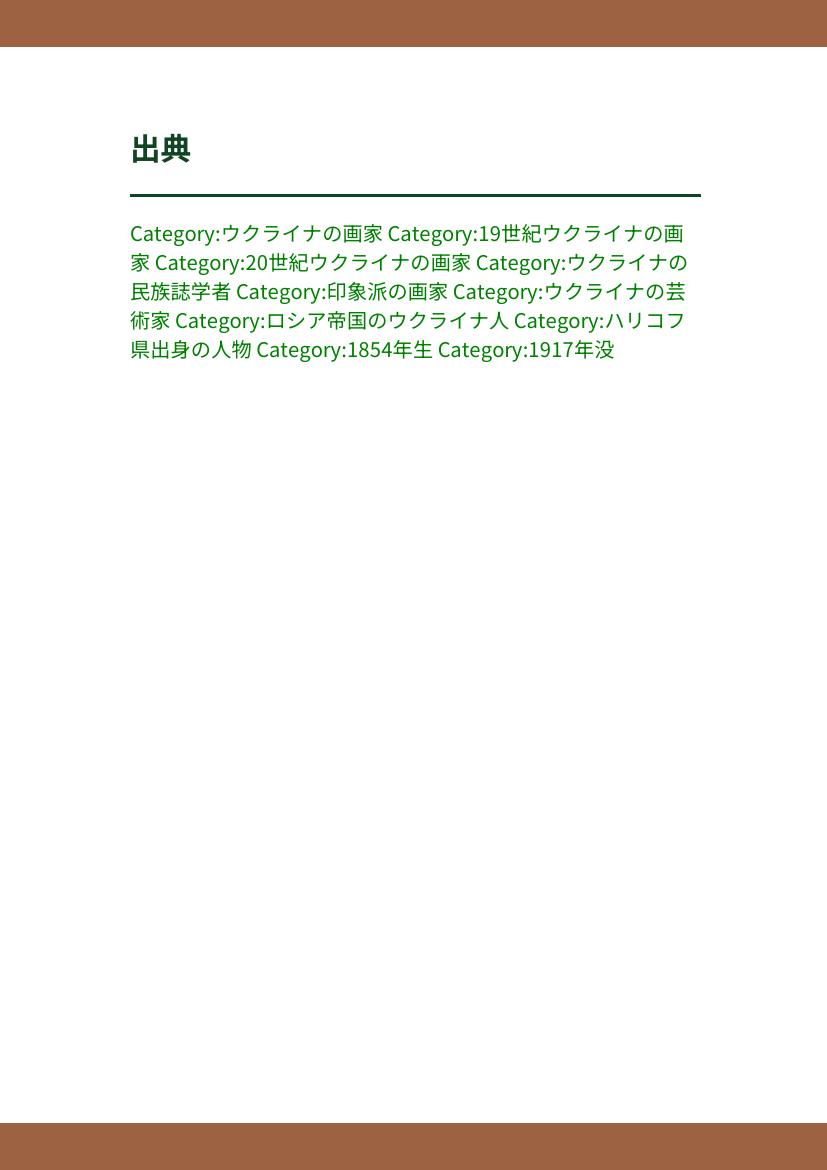 出典
Category:ウクライナの画家 Category:19世紀ウクライナの画
家 Category:20世紀ウクライナの画家 Category:ウクライナの
民族誌学者 Category:印象派の画家 Category:ウクライナの芸
術家 Category:ロシア帝国のウクライナ人 Category:ハリコフ
県出身の人物 Category:1854年生 Category:1917年没